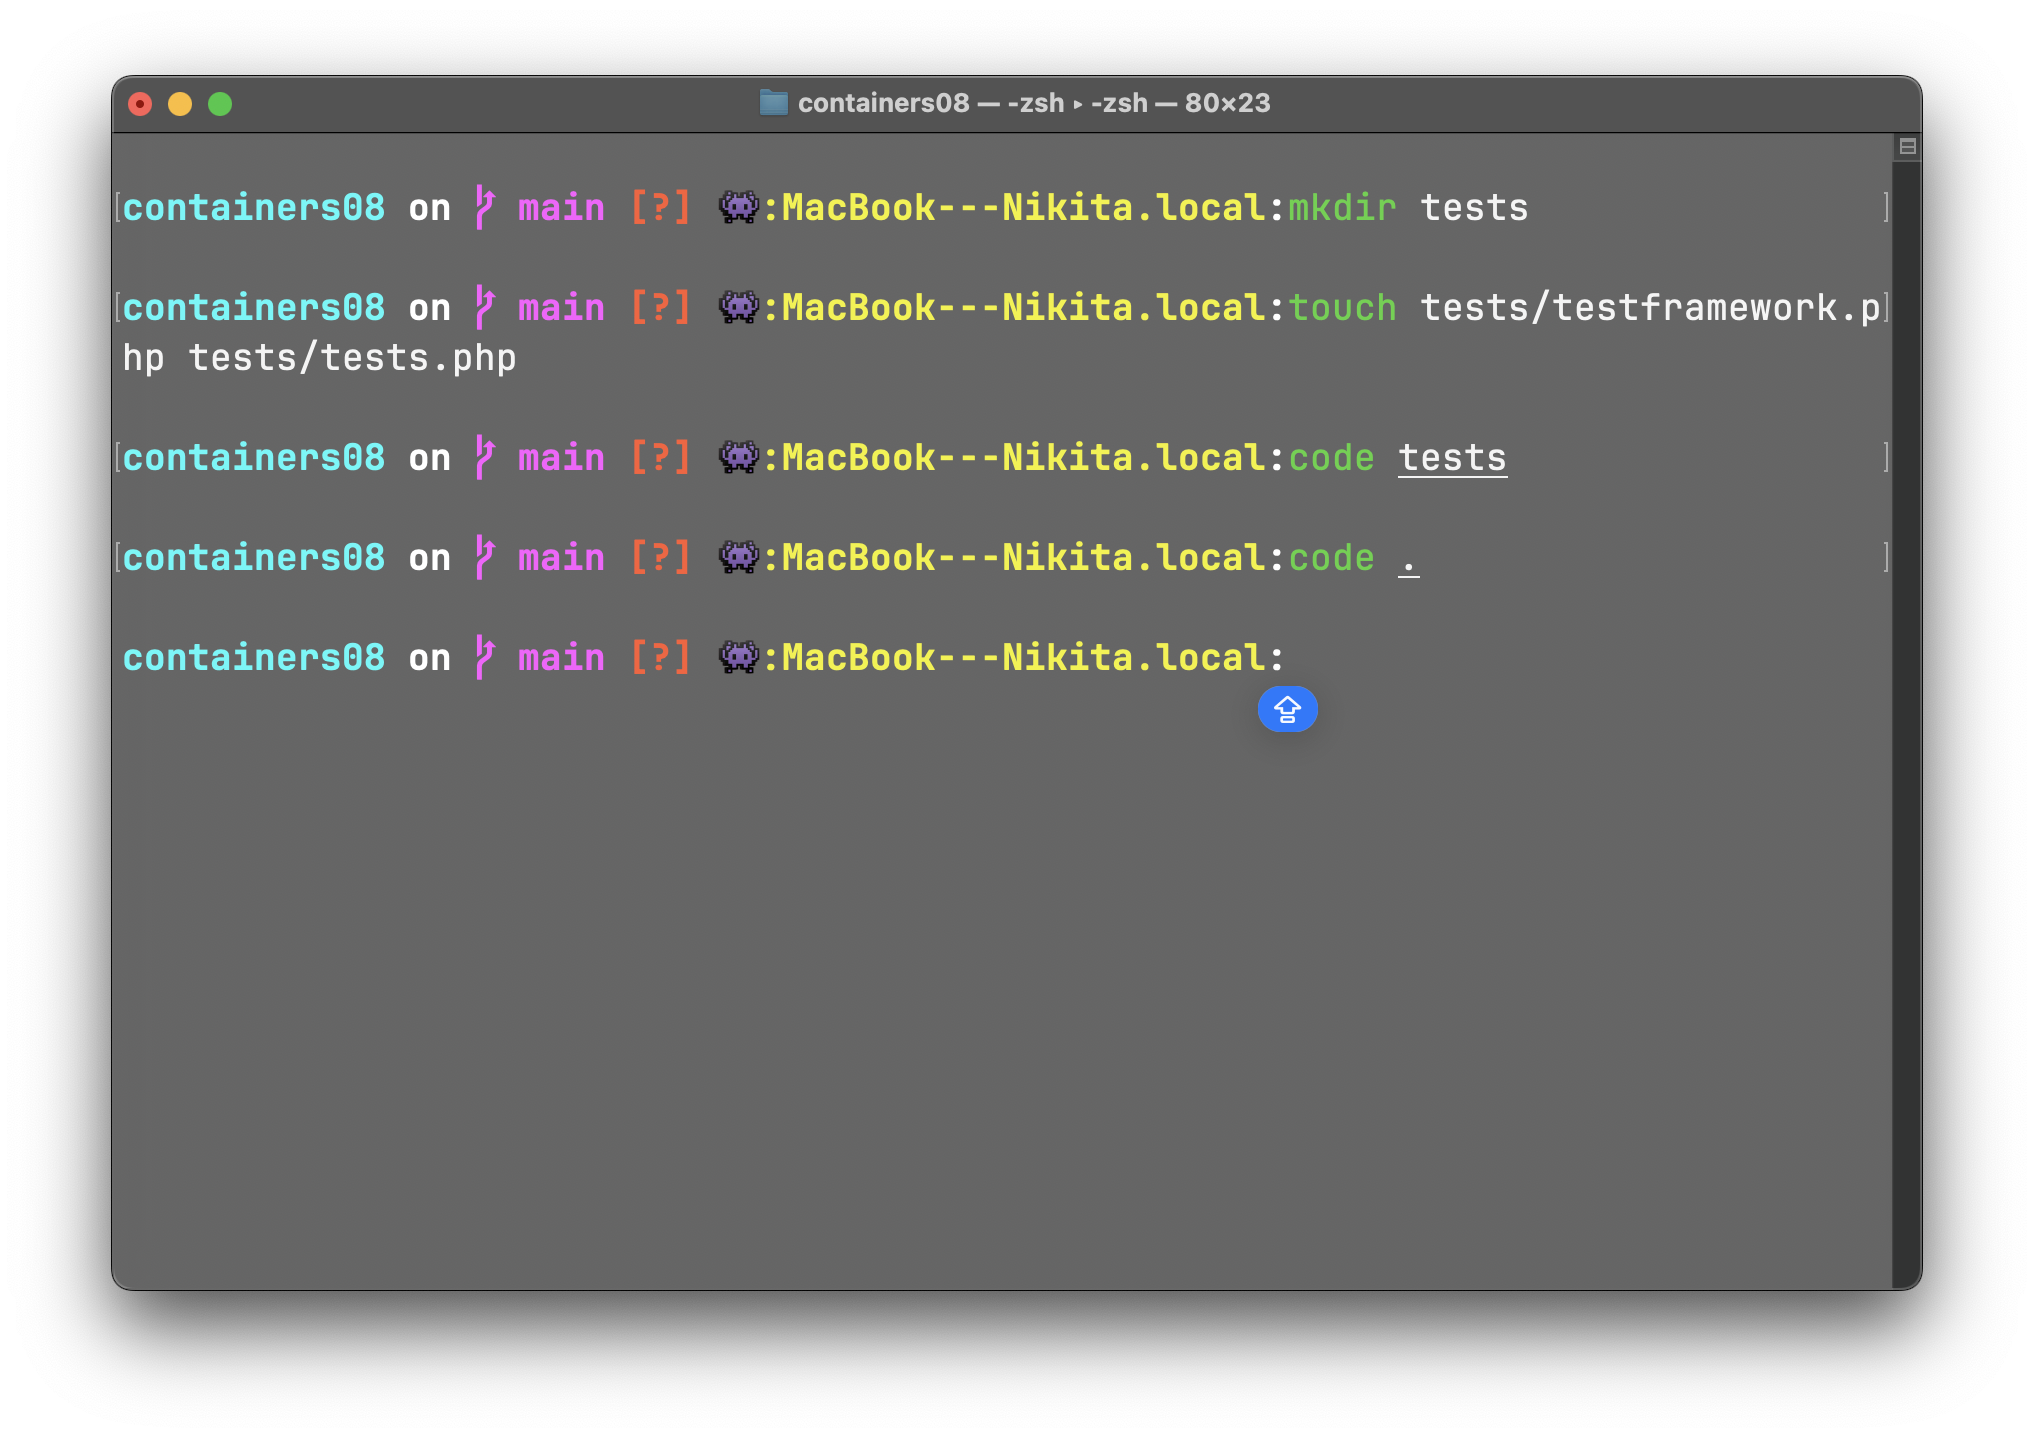 containers08 — -zsh ▸ -zsh — 80×23
containers08 on main [?] 👾:MacBook---Nikita.local:mkdir tests
containers08 on main [?] 👾:MacBook---Nikita.local:touch tests/testframework.p
hp tests/tests.php
containers08 on main [?] 👾:MacBook---Nikita.local:code tests
containers08 on main [?] 👾:MacBook---Nikita.local:code .
containers08 on main [?] 👾:MacBook---Nikita.local: